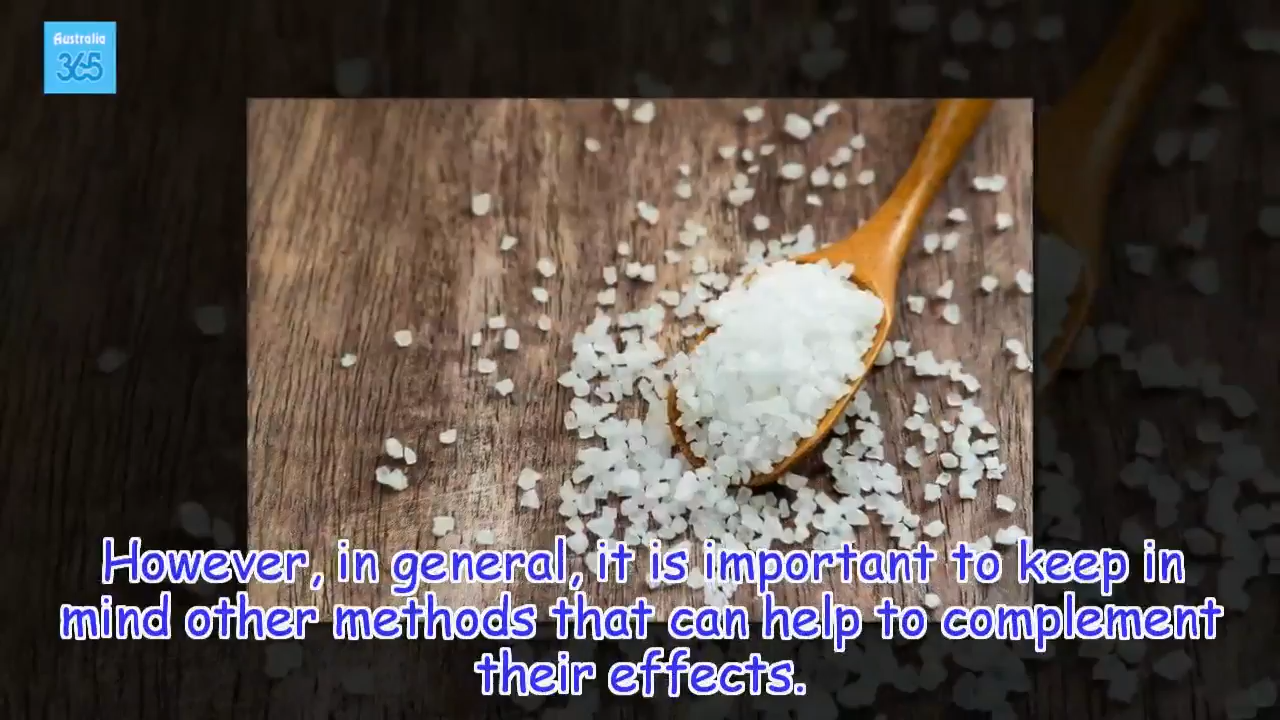 Australia
365
However, in general, it is important to keep in
mind other methods that can help to complement
their effects.